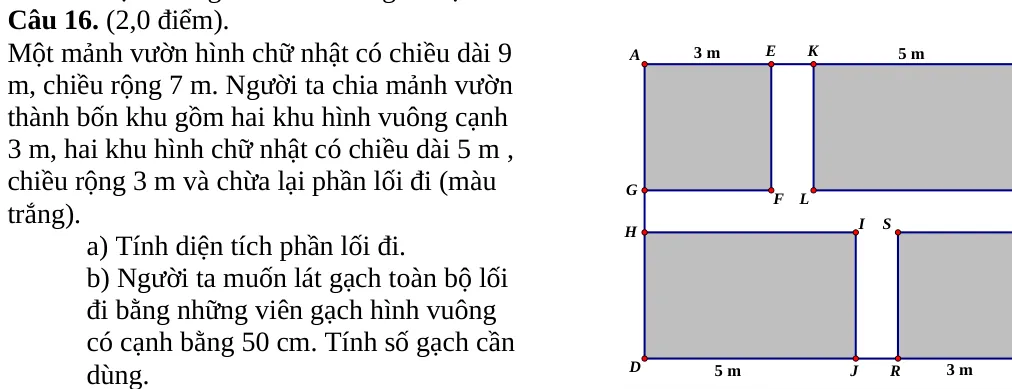 Câu 16. (2,0 điểm).
Một mảnh vườn hình chữ nhật có chiều dài 9
m, chiều rộng 7 m. Người ta chia mảnh vườn
thành bốn khu gồm hai khu hình vuông cạnh
3 m, hai khu hình chữ nhật có chiều dài 5 m ,
chiều rộng 3 m và chừa lại phần lối đi (màu
trắng).
a) Tính diện tích phần lối đi.
b) Người ta muốn lát gạch toàn bộ lối
đi bằng những viên gạch hình vuông
có cạnh bằng 50 cm. Tính số gạch cần
dùng.
A 3 m E K 5 m
G F L
H I S
D 5 m J R 3 m